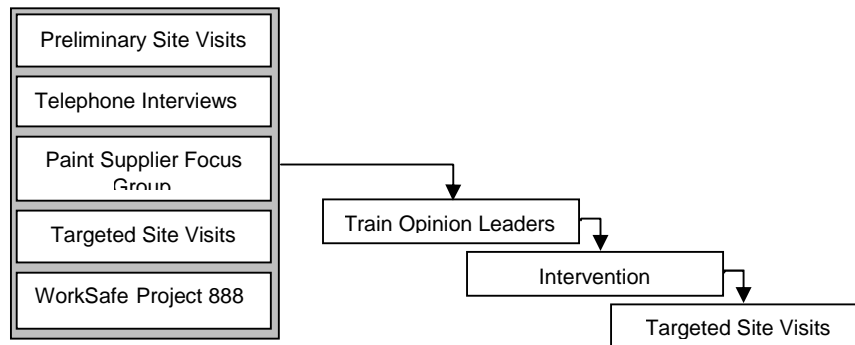 Preliminary Site Visits
Telephone Interviews
Paint Supplier Focus
Group
Targeted Site Visits
WorkSafe Project 888
Train Opinion Leaders
Intervention
Targeted Site Visits